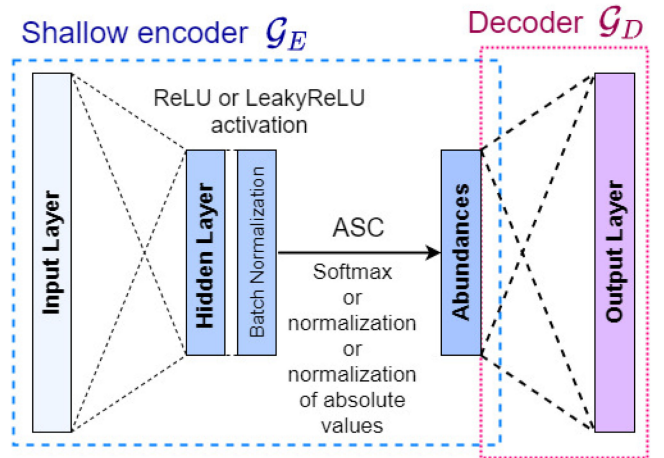 Shallow encoder 𝒢_E
Decoder 𝒢_D
ReLU or LeakyReLU
activation
Input Layer
Hidden Layer
Batch Normalization
ASC
Softmax
or
normalization
or
normalization
of absolute
values
Abundances
Output Layer